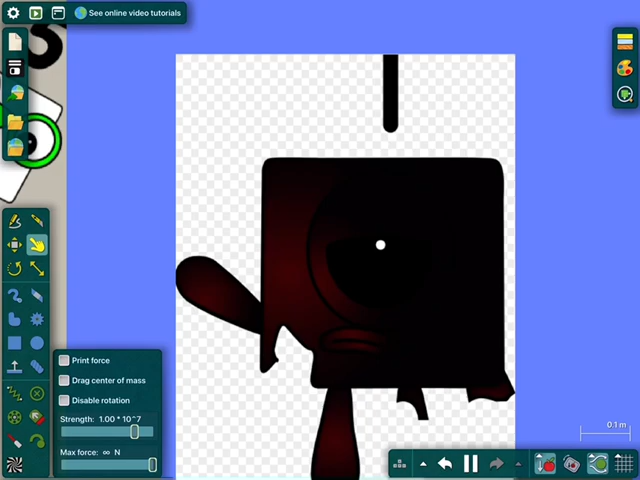 See online video tutorials
Print force
Drag center of mass
Disable rotation
Strength: 1.00 * 10^7
Max force: ∞ N
0.1 m